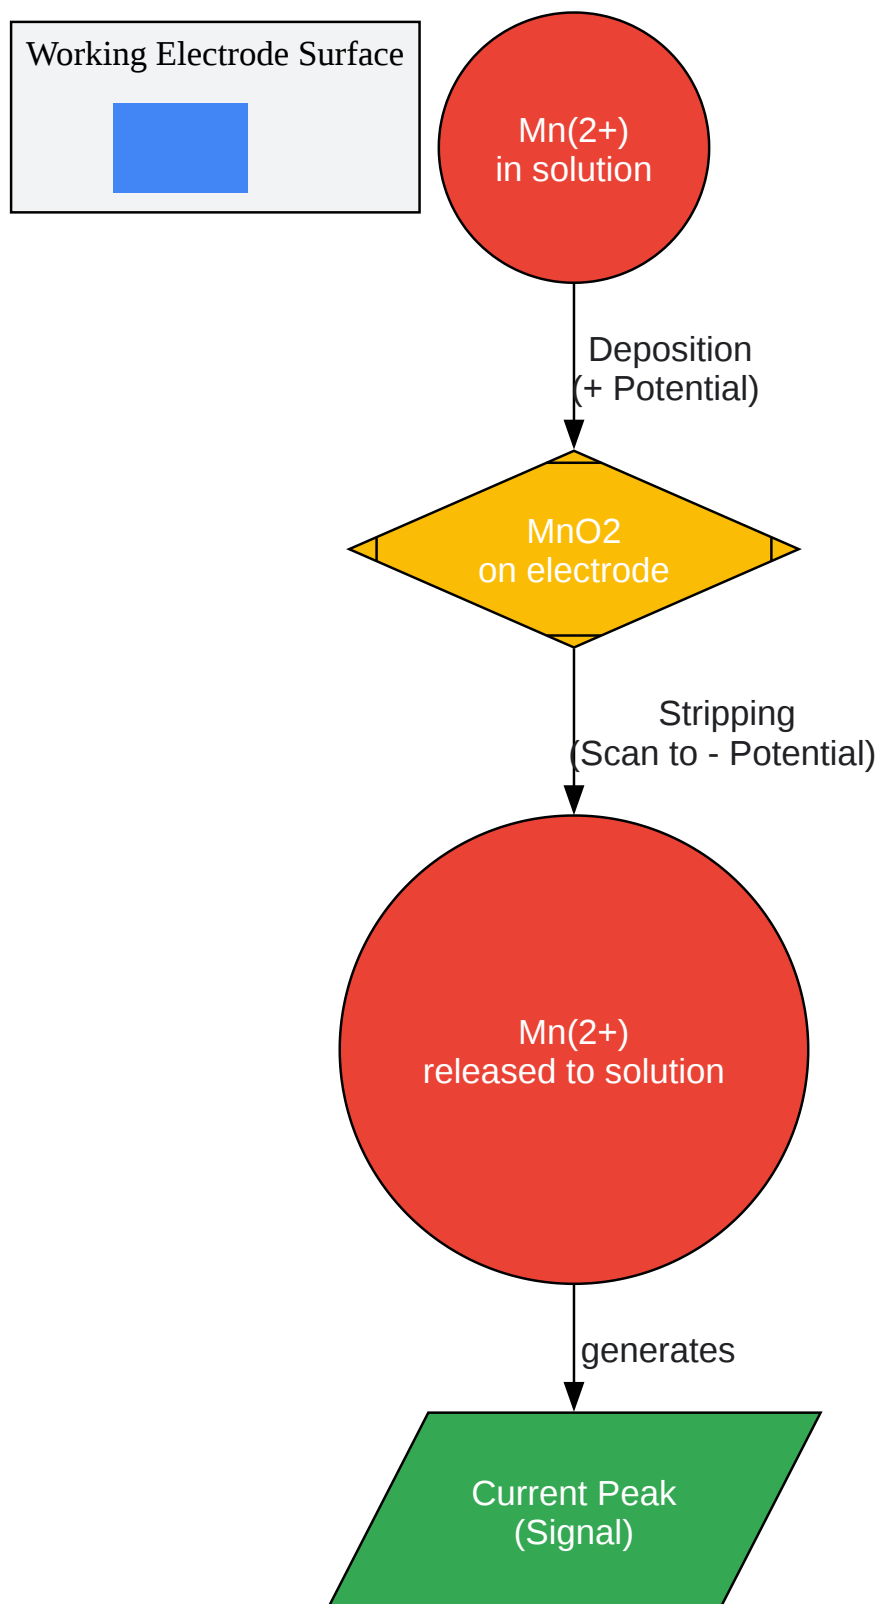 Working Electrode Surface
Mn(2+)
in solution
Deposition
(+ Potential)
MnO2
on electrode
Stripping
(Scan to - Potential)
Mn(2+)
released to solution
generates
Current Peak
(Signal)